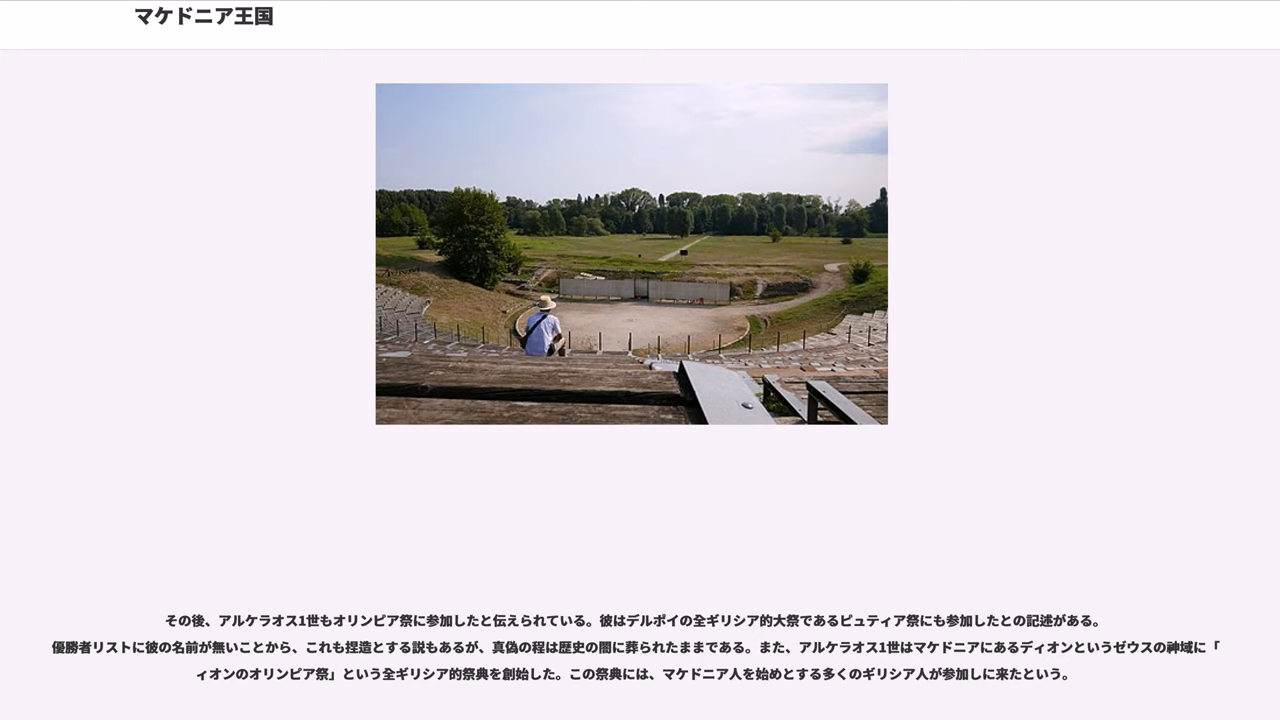 マケドニア王国
その後、アルケラオス1世もオリンピア祭に参加したと伝えられている。彼はデルポイの全ギリシア的大祭であるピュティア祭にも参加したとの記述がある。
優勝者リストに彼の名前が無いことから、これも捏造とする説もあるが、真偽の程は歴史の闇に葬られたままである。また、アルケラオス1世はマケドニアにあるディオンというゼウスの神域に「
ィオンのオリンピア祭」という全ギリシア的祭典を創始した。この祭典には、マケドニア人を始めとする多くのギリシア人が参加しに来たという。